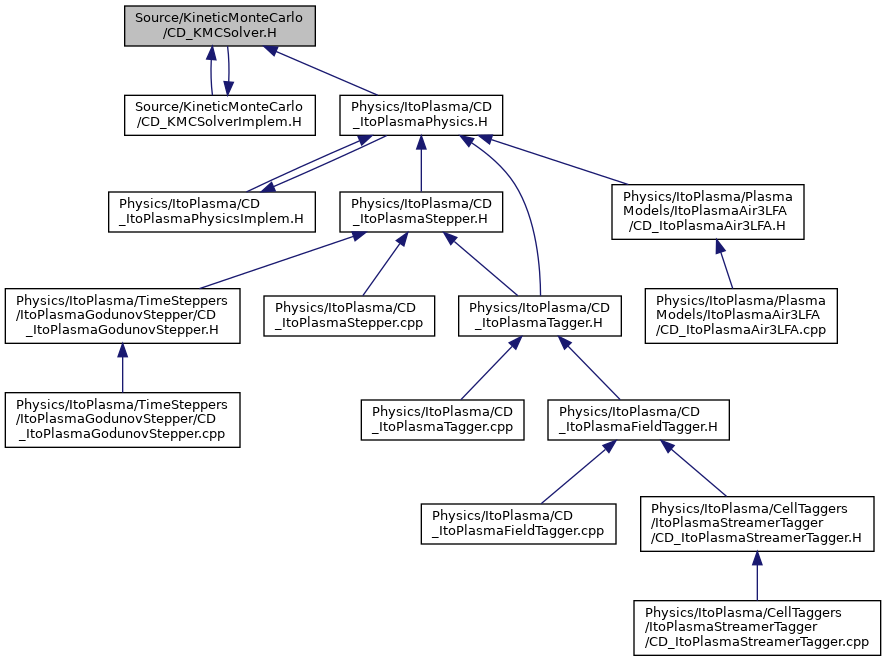 Source/KineticMonteCarlo
/CD_KMCSolver.H
Source/KineticMonteCarlo
/CD_KMCSolverImplem.H
Physics/ItoPlasma/CD
_ItoPlasmaPhysics.H
Physics/ItoPlasma/CD
_ItoPlasmaPhysicsImplem.H
Physics/ItoPlasma/CD
_ItoPlasmaStepper.H
Physics/ItoPlasma/Plasma
Models/ItoPlasmaAir3LFA
/CD_ItoPlasmaAir3LFA.H
Physics/ItoPlasma/TimeSteppers
/ItoPlasmaGodunovStepper/CD
_ItoPlasmaGodunovStepper.H
Physics/ItoPlasma/CD
_ItoPlasmaStepper.cpp
Physics/ItoPlasma/CD
_ItoPlasmaTagger.H
Physics/ItoPlasma/Plasma
Models/ItoPlasmaAir3LFA
/CD_ItoPlasmaAir3LFA.cpp
Physics/ItoPlasma/TimeSteppers
/ItoPlasmaGodunovStepper/CD
_ItoPlasmaGodunovStepper.cpp
Physics/ItoPlasma/CD
_ItoPlasmaTagger.cpp
Physics/ItoPlasma/CD
_ItoPlasmaFieldTagger.H
Physics/ItoPlasma/CD
_ItoPlasmaFieldTagger.cpp
Physics/ItoPlasma/CellTaggers
/ItoPlasmaStreamerTagger
/CD_ItoPlasmaStreamerTagger.H
Physics/ItoPlasma/CellTaggers
/ItoPlasmaStreamerTagger
/CD_ItoPlasmaStreamerTagger.cpp